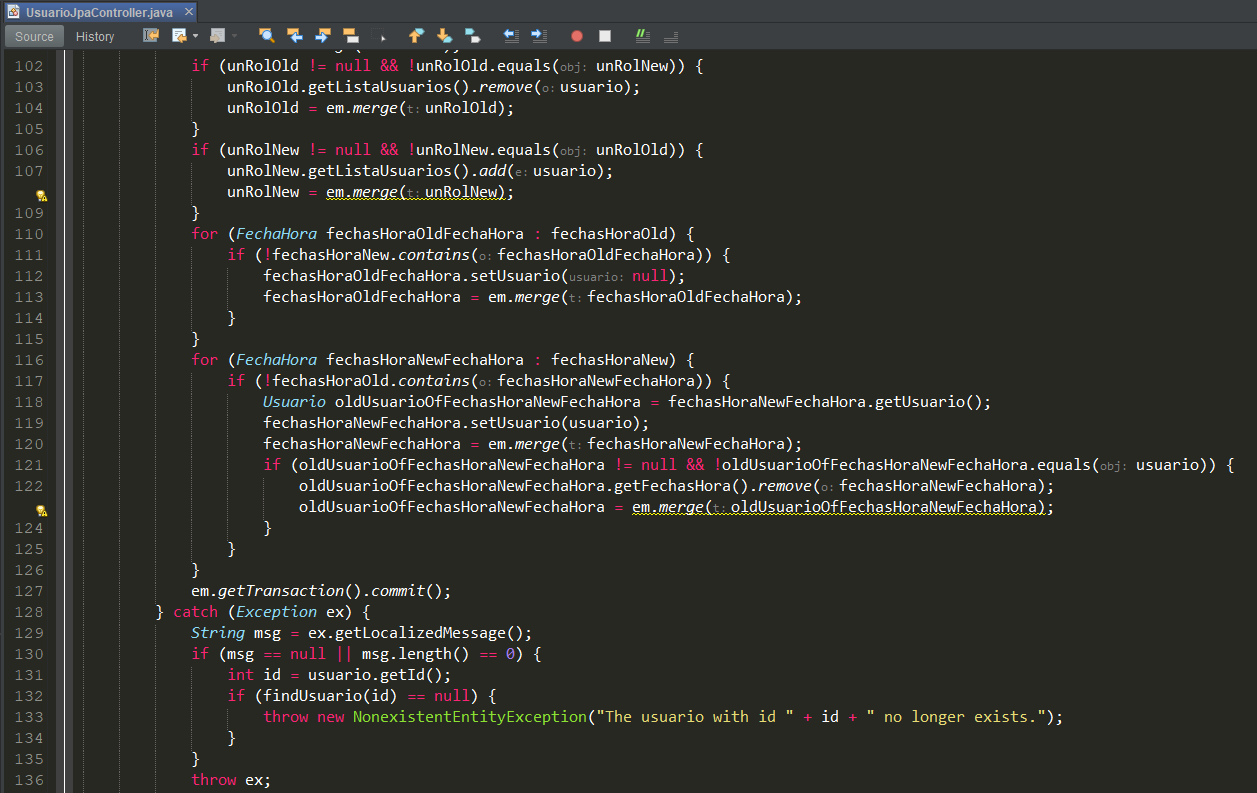 UsuarioJpaController.java ×
Source History
102 if (unRolOld != null && !unRolOld.equals(obj: unRolNew)) {
103 unRolOld.getListaUsuarios().remove(o: usuario);
104 unRolOld = em.merge(t: unRolOld);
105 }
106 if (unRolNew != null && !unRolNew.equals(obj: unRolOld)) {
107 unRolNew.getListaUsuarios().add(e: usuario);
unRolNew = em.merge(t: unRolNew);
109 }
110 for (FechaHora fechasHoraOldFechaHora : fechasHoraOld) {
111 if (!fechasHoraNew.contains(o: fechasHoraOldFechaHora)) {
112 fechasHoraOldFechaHora.setUsuario(usuario: null);
113 fechasHoraOldFechaHora = em.merge(t: fechasHoraOldFechaHora);
114 }
115 }
116 for (FechaHora fechasHoraNewFechaHora : fechasHoraNew) {
117 if (!fechasHoraOld.contains(o: fechasHoraNewFechaHora)) {
118 Usuario oldUsuarioOfFechasHoraNewFechaHora = fechasHoraNewFechaHora.getUsuario();
119 fechasHoraNewFechaHora.setUsuario(usuario);
120 fechasHoraNewFechaHora = em.merge(t: fechasHoraNewFechaHora);
121 if (oldUsuarioOfFechasHoraNewFechaHora != null && !oldUsuarioOfFechasHoraNewFechaHora.equals(obj: usuario)) {
122 oldUsuarioOfFechasHoraNewFechaHora.getFechasHora().remove(o: fechasHoraNewFechaHora);
oldUsuarioOfFechasHoraNewFechaHora = em.merge(t: oldUsuarioOfFechasHoraNewFechaHora);
124 }
125 }
126 }
127 em.getTransaction().commit();
128 } catch (Exception ex) {
129 String msg = ex.getLocalizedMessage();
130 if (msg == null || msg.length() == 0) {
131 int id = usuario.getId();
132 if (findUsuario(id) == null) {
133 throw new NonexistentEntityException("The usuario with id " + id + " no longer exists.");
134 }
135 }
136 throw ex;